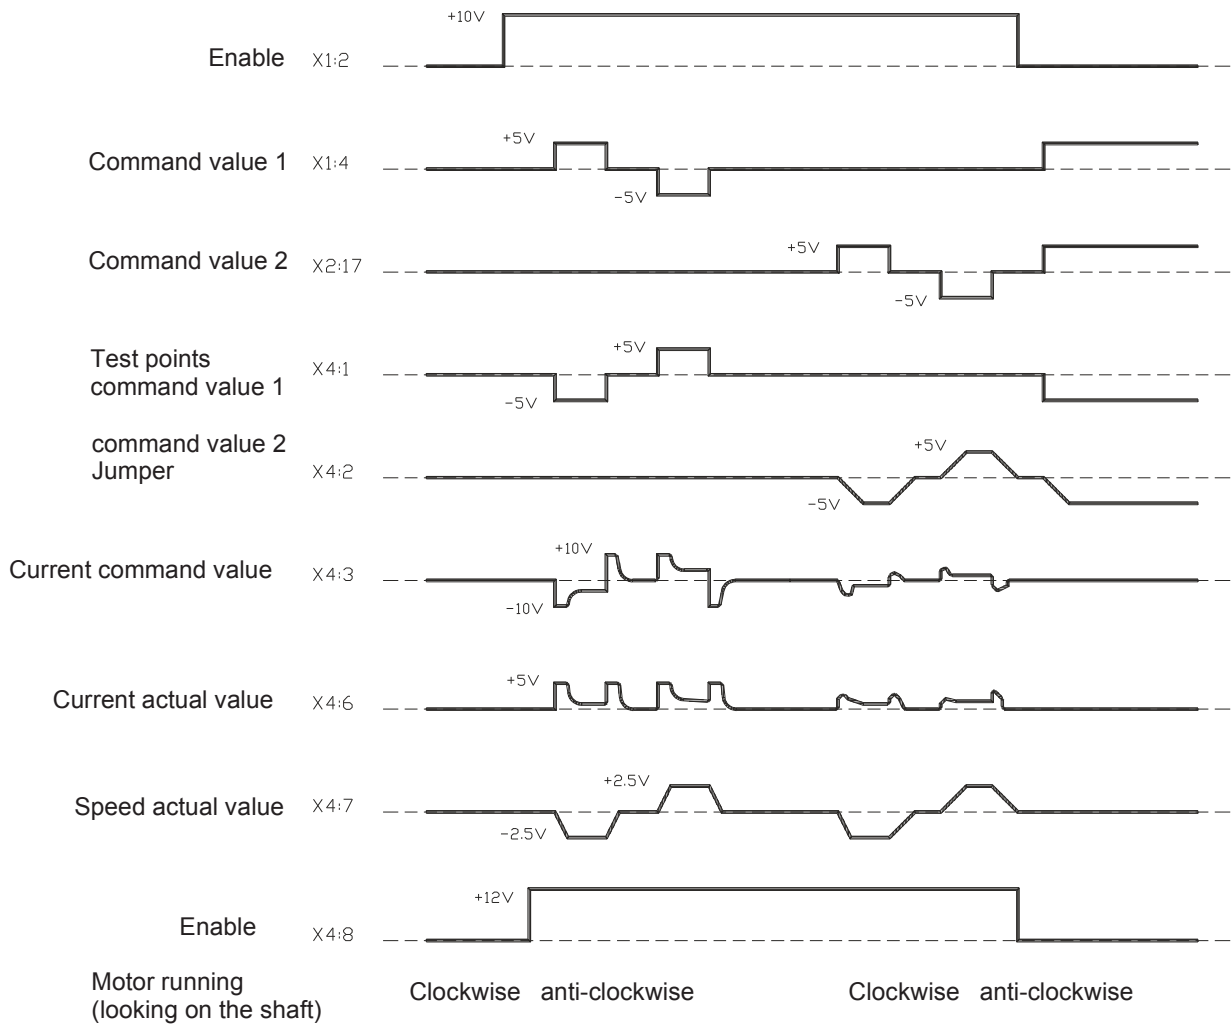 +10V
Enable X1:2
+5V
Command value 1 X1:4
-5V
+5V
Command value 2 X2:17
-5V
Test points
command value 1 X4:1
+5V
-5V
command value 2
Jumper X4:2
+5V
-5V
+10V
Current command value X4:3
-10V
+5V
Current actual value X4:6
+2.5V
Speed actual value X4:7
-2.5V
+12V
Enable X4:8
Motor running
(looking on the shaft)
Clockwise anti-clockwise Clockwise anti-clockwise